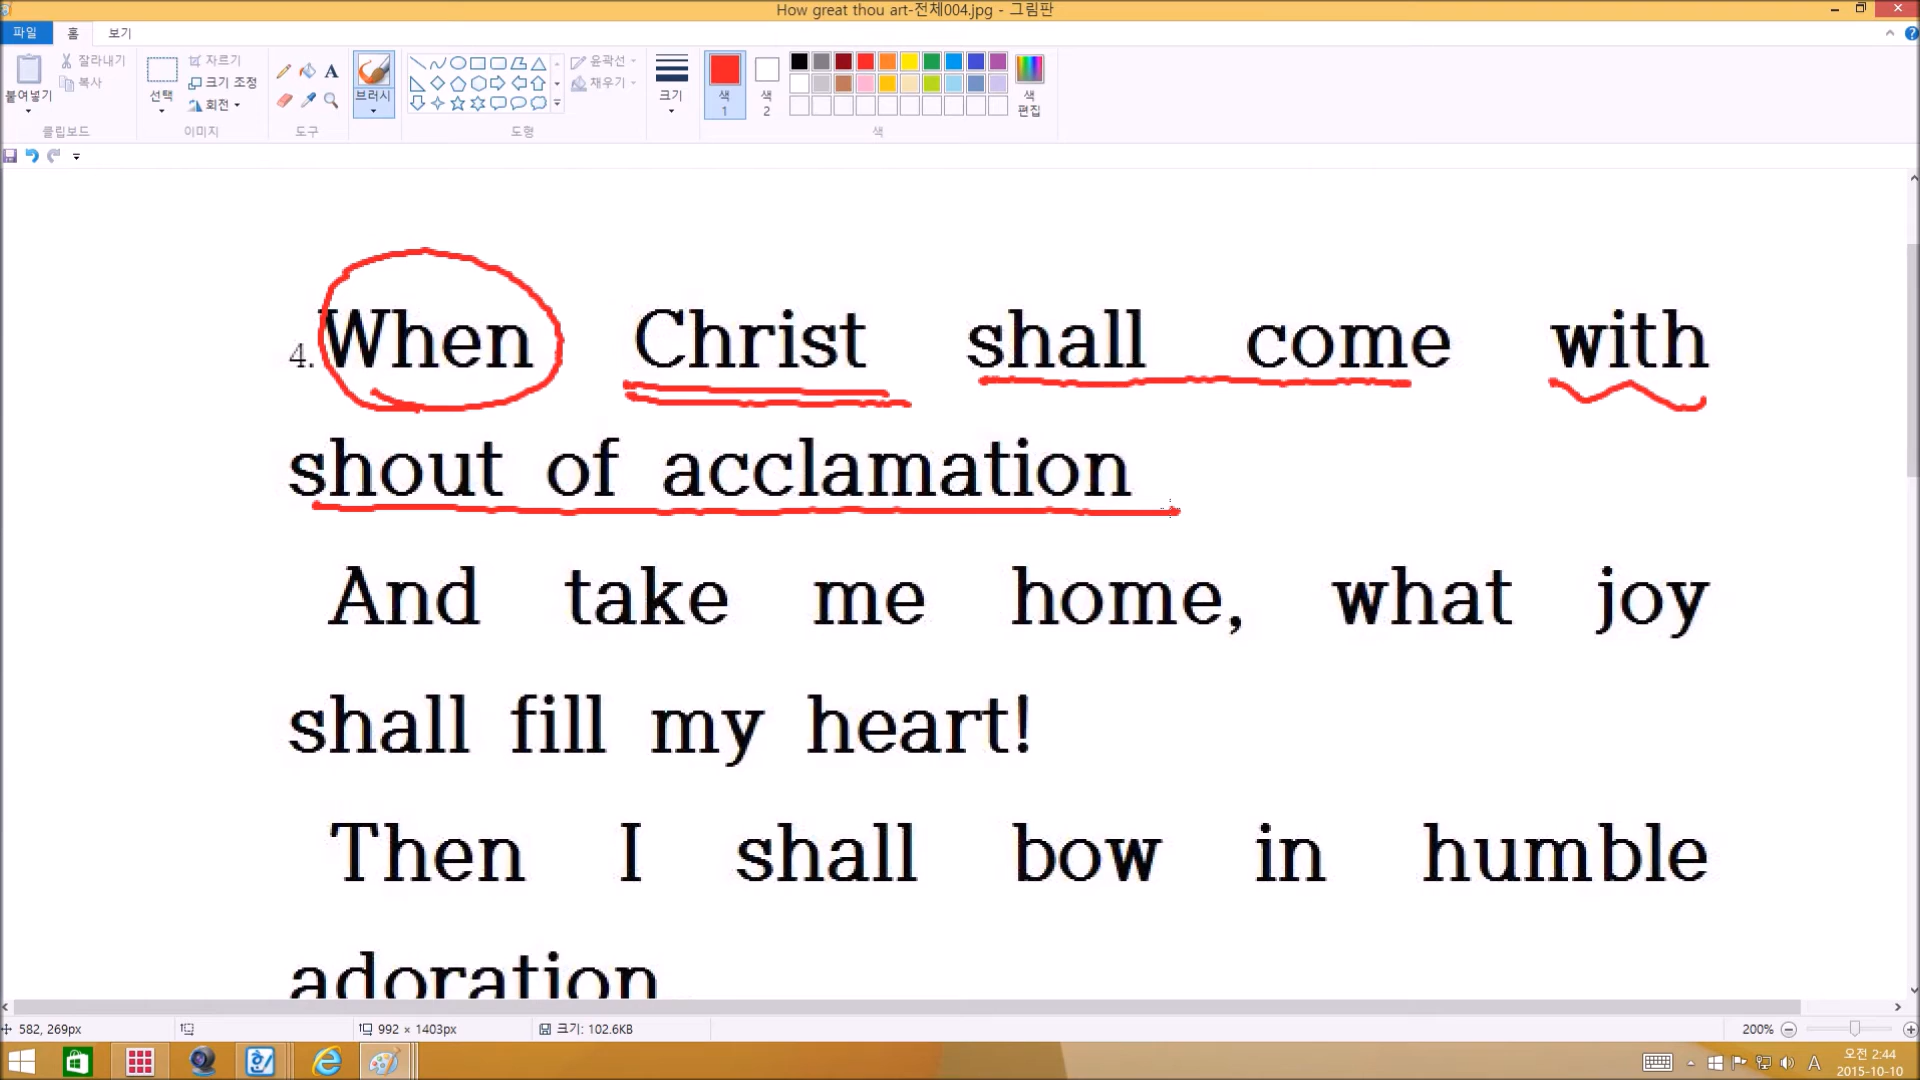 How great thou art-전체004.jpg - 그림판
파일 홈 보기
붙여넣기 잘라내기 복사
클립보드
선택 자르기 크기 조정 회전
이미지
A
도구
브러시
윤곽선 채우기
도형
크기
색 1 색 2
색 편집
색
4. When Christ shall come with
shout of acclamation
And take me home, what joy
shall fill my heart!
Then I shall bow in humble
adoration
582, 269px 992 × 1403px 크기: 102.6KB 200%
A 오전 2:44
2015-10-10